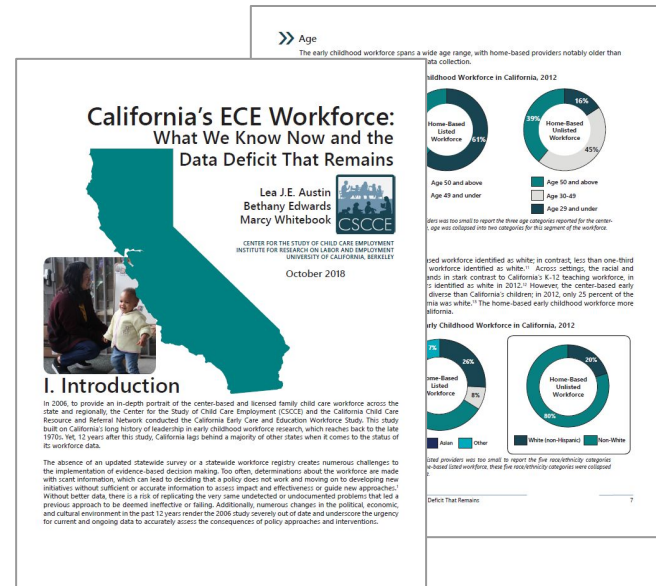 California's ECE Workforce:
What We Know Now and the
Data Deficit That Remains
Lea J.E. Austin
Bethany Edwards
Marcy Whitebook
CSCCE
CENTER FOR THE STUDY OF CHILD CARE EMPLOYMENT
INSTITUTE FOR RESEARCH ON LABOR AND EMPLOYMENT
UNIVERSITY OF CALIFORNIA, BERKELEY
October 2018
I. Introduction
In 2006, to provide an in-depth portrait of the center-based and licensed family child care workforce across the
state and regionally, the Center for the Study of Child Care Employment (CSCCE) and the California Child Care
Resource and Referral Network conducted the California Early Care and Education Workforce Study. This study
built on California's long history of leadership in early childhood workforce research, which reaches back to the late
1970s. Yet, 12 years after this study, California lags behind a majority of other states when it comes to the status of
its workforce data.
The absence of an updated statewide survey or a statewide workforce registry creates numerous challenges to
the implementation of evidence-based decision making. Too often, determinations about the workforce are made
with scant information, which can lead to deciding that a policy does not work and moving on to developing new
initiatives without sufficient or accurate information to assess impact and effectiveness or guide new approaches.¹
Without better data, there is a risk of replicating the very same undetected or undocumented problems that led a
previous approach to be deemed ineffective or failing. Additionally, numerous changes in the political, economic,
and cultural environment in the past 12 years render the 2006 study severely out of date and underscore the urgency
for current and ongoing data to accurately assess the consequences of policy approaches and interventions.
Age
The early childhood workforce spans a wide age range, with home-based providers notably older than
data collection.
Childhood Workforce in California, 2012
Home-Based
Listed
Workforce
61%
39%
16%
45%
Home-Based
Unlisted
Workforce
Age 50 and above
Age 49 and under
Age 50 and above
Age 30-49
Age 29 and under
was too small to report the three age categories reported for the center-
, age was collapsed into two categories for this segment of the workforce.
workforce identified as white; in contrast, less than one-third
workforce identified as white.¹¹ Across settings, the racial and
in stark contrast to California's K-12 teaching workforce, in
identified as white in 2012.¹² However, the center-based early
diverse than California's children; in 2012, only 25 percent of the
was white.¹³ The home-based early childhood workforce more
Early Childhood Workforce in California, 2012
7%
26%
8%
Home-Based
Listed
Workforce
20%
80%
Home-Based
Unlisted
Workforce
Asian
Other
White (non-Hispanic)
Non-White
providers was too small to report the five race/ethnicity categories
listed workforce, these five race/ethnicity categories were collapsed
Deficit That Remains
7